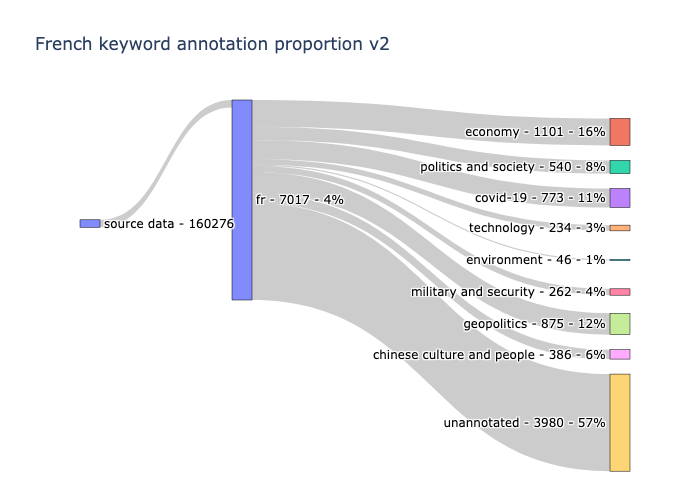 French keyword annotation proportion v2
source data - 160276
fr - 7017 - 4%
economy - 1101 - 16%
politics and society - 540 - 8%
covid-19 - 773 - 11%
technology - 234 - 3%
environment - 46 - 1%
military and security - 262 - 4%
geopolitics - 875 - 12%
chinese culture and people - 386 - 6%
unannotated - 3980 - 57%